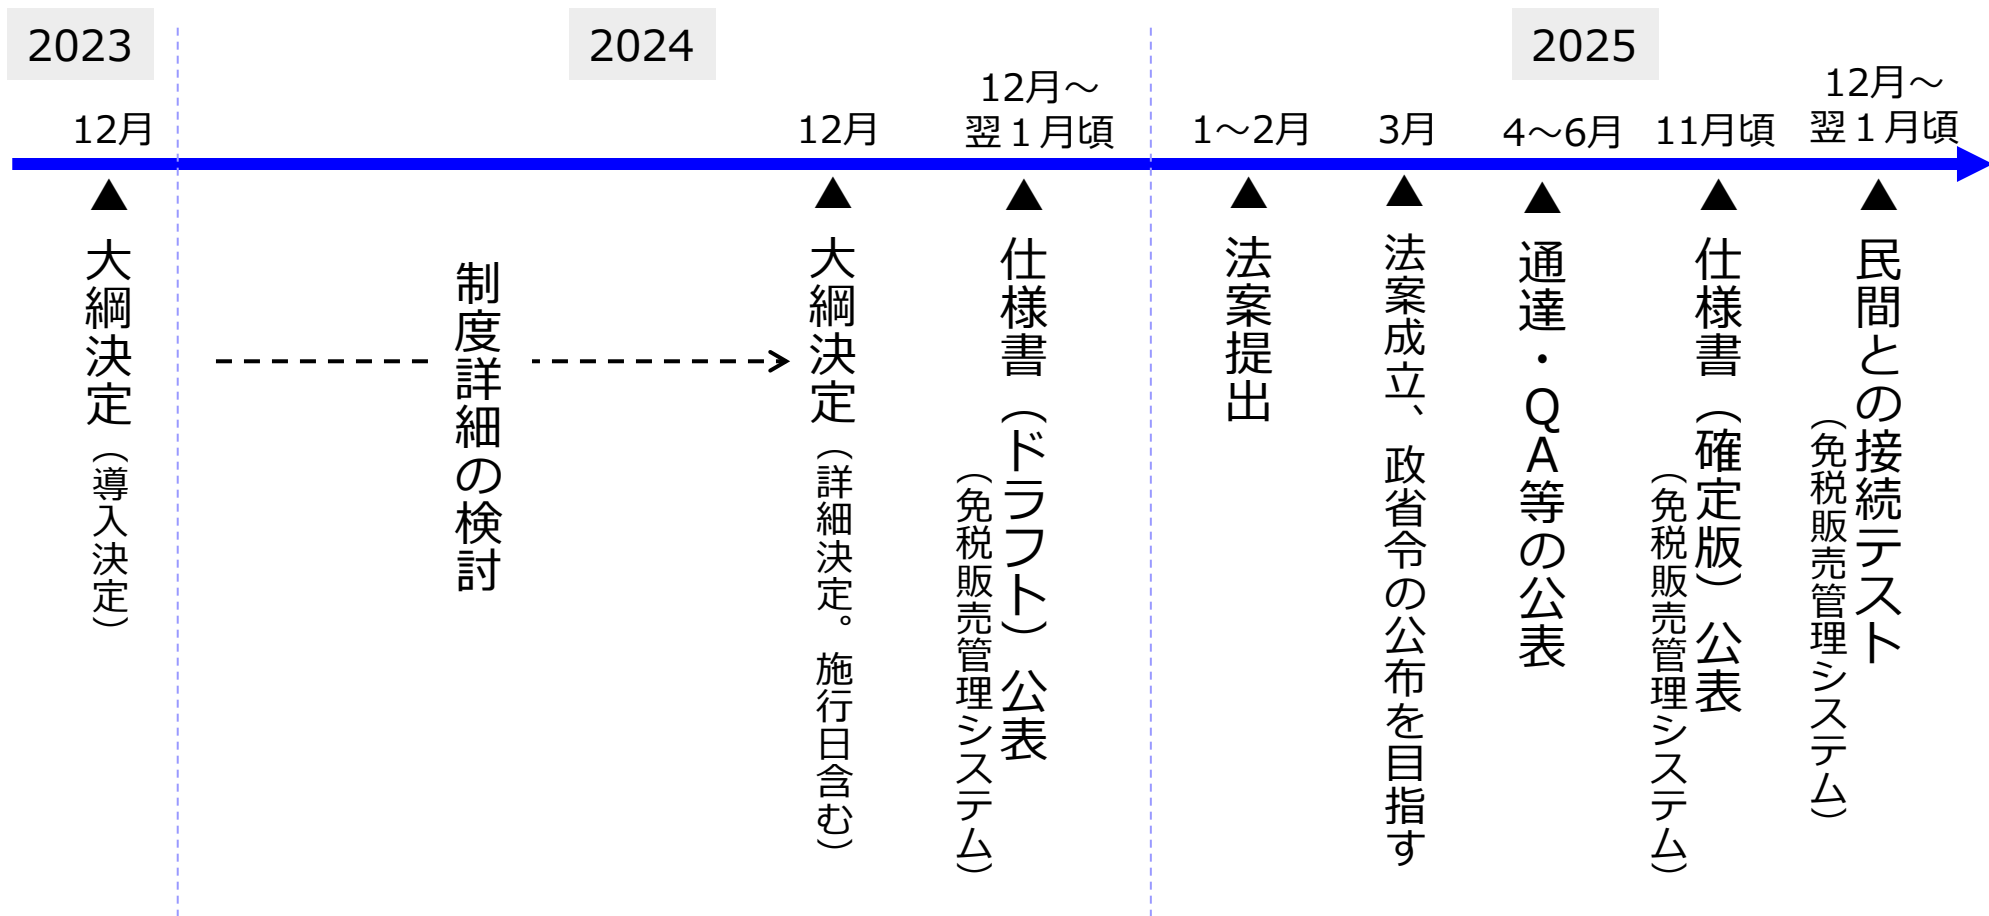 2023
2024
2025
12月
12月
12月～
翌１月頃
1～2月
3月
4～6月
11月頃
12月～
翌１月頃
▲大綱決定（導入決定）
制度詳細の検討
▲大綱決定（詳細決定。施行日含む）
▲仕様書（ドラフト）公表
（免税販売管理システム）
▲法案提出
▲法案成立、政省令の公布を目指す
▲通達・ＱＡ等の公表
▲仕様書（確定版）公表
（免税販売管理システム）
▲民間との接続テスト
（免税販売管理システム）